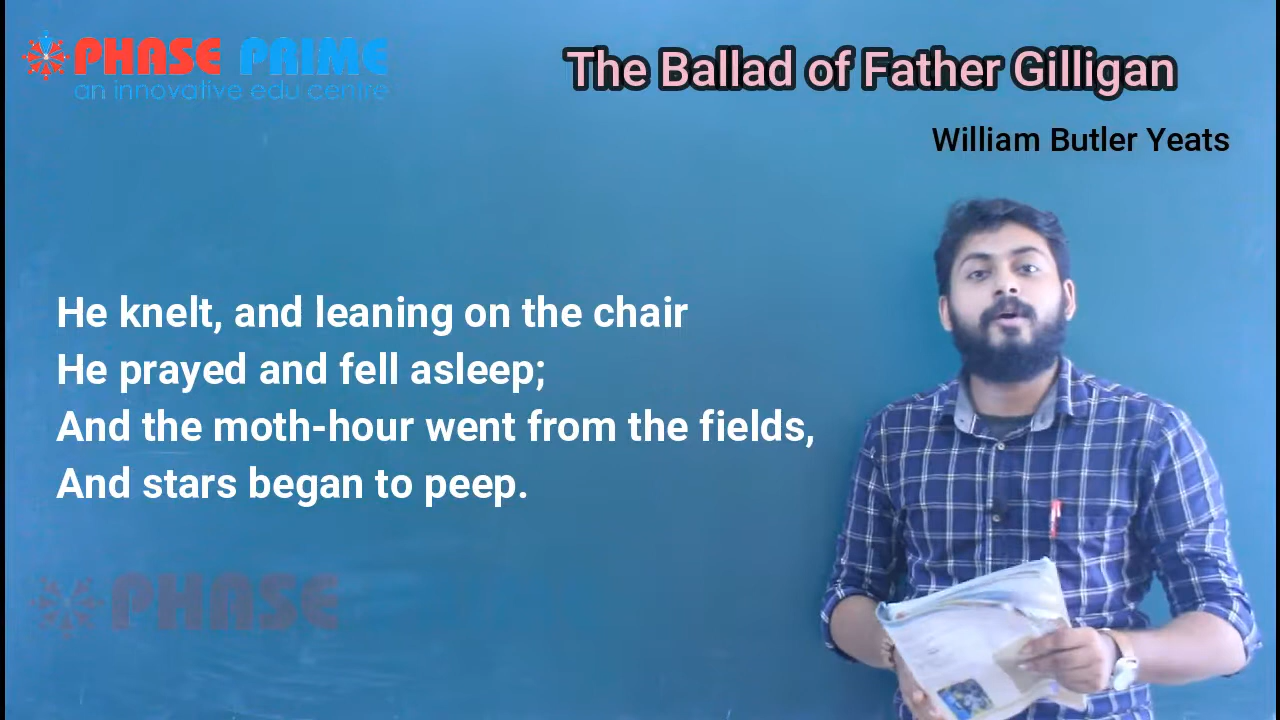 PHASE PRIME
an innovative edu centre
The Ballad of Father Gilligan
William Butler Yeats
He knelt, and leaning on the chair
He prayed and fell asleep;
And the moth-hour went from the fields,
And stars began to peep.
PHASE